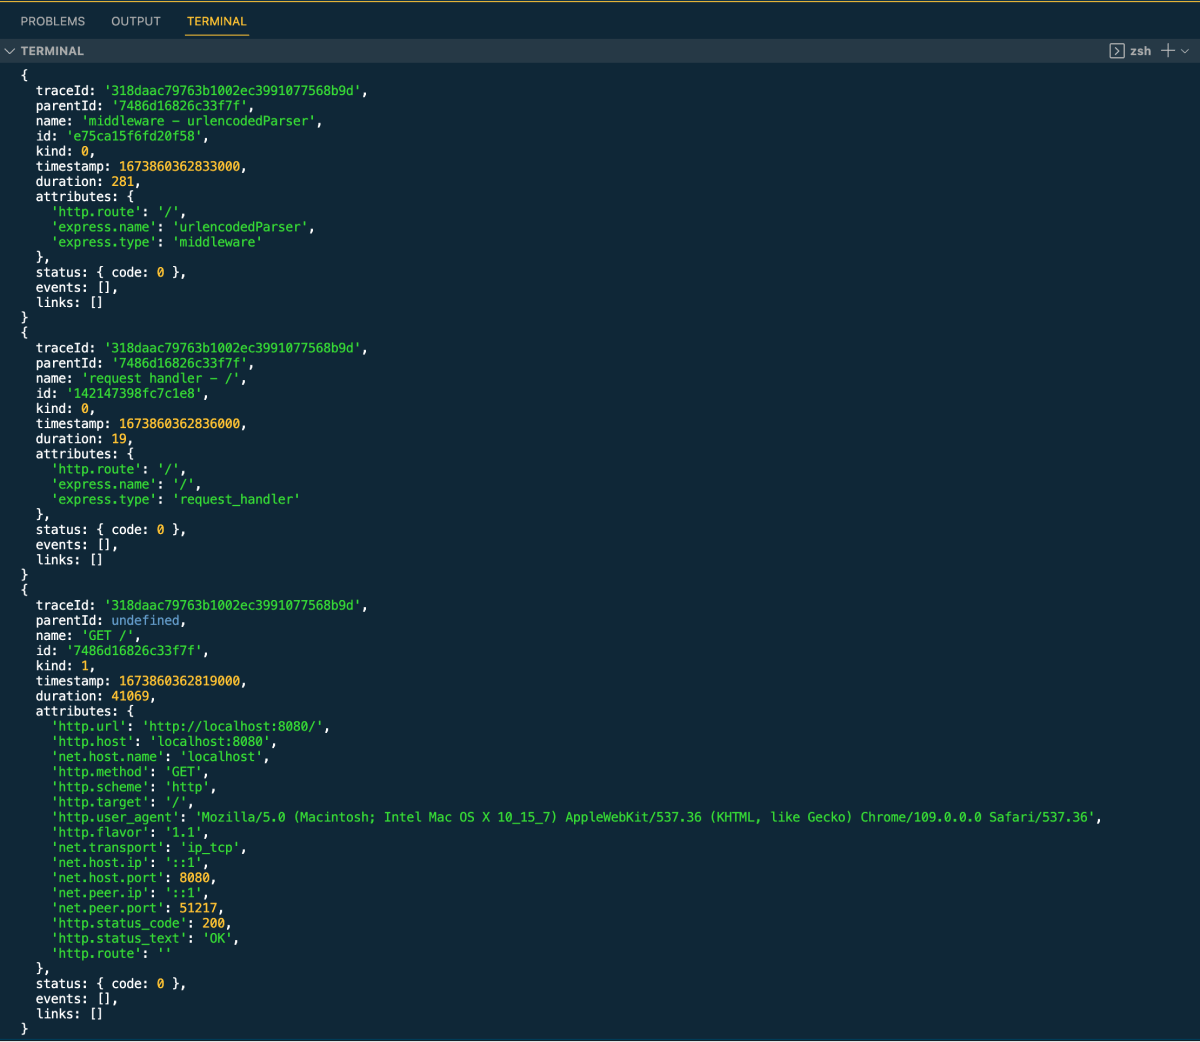 PROBLEMS OUTPUT TERMINAL
TERMINAL zsh
{
  traceId: '318daac79763b1002ec3991077568b9d',
  parentId: '7486d16826c33f7f',
  name: 'middleware - urlencodedParser',
  id: 'e75ca15f6fd20f58',
  kind: 0,
  timestamp: 1673860362833000,
  duration: 281,
  attributes: {
    'http.route': '/',
    'express.name': 'urlencodedParser',
    'express.type': 'middleware'
  },
  status: { code: 0 },
  events: [],
  links: []
}
{
  traceId: '318daac79763b1002ec3991077568b9d',
  parentId: '7486d16826c33f7f',
  name: 'request handler - /',
  id: '142147398fc7c1e8',
  kind: 0,
  timestamp: 1673860362836000,
  duration: 19,
  attributes: {
    'http.route': '/',
    'express.name': '/',
    'express.type': 'request_handler'
  },
  status: { code: 0 },
  events: [],
  links: []
}
{
  traceId: '318daac79763b1002ec3991077568b9d',
  parentId: undefined,
  name: 'GET /',
  id: '7486d16826c33f7f',
  kind: 1,
  timestamp: 1673860362819000,
  duration: 41069,
  attributes: {
    'http.url': 'http://localhost:8080/',
    'http.host': 'localhost:8080',
    'net.host.name': 'localhost',
    'http.method': 'GET',
    'http.scheme': 'http',
    'http.target': '/',
    'http.user_agent': 'Mozilla/5.0 (Macintosh; Intel Mac OS X 10_15_7) AppleWebKit/537.36 (KHTML, like Gecko) Chrome/109.0.0.0 Safari/537.36',
    'http.flavor': '1.1',
    'net.transport': 'ip_tcp',
    'net.host.ip': '::1',
    'net.host.port': 8080,
    'net.peer.ip': '::1',
    'net.peer.port': 51217,
    'http.status_code': 200,
    'http.status_text': 'OK',
    'http.route': ''
  },
  status: { code: 0 },
  events: [],
  links: []
}